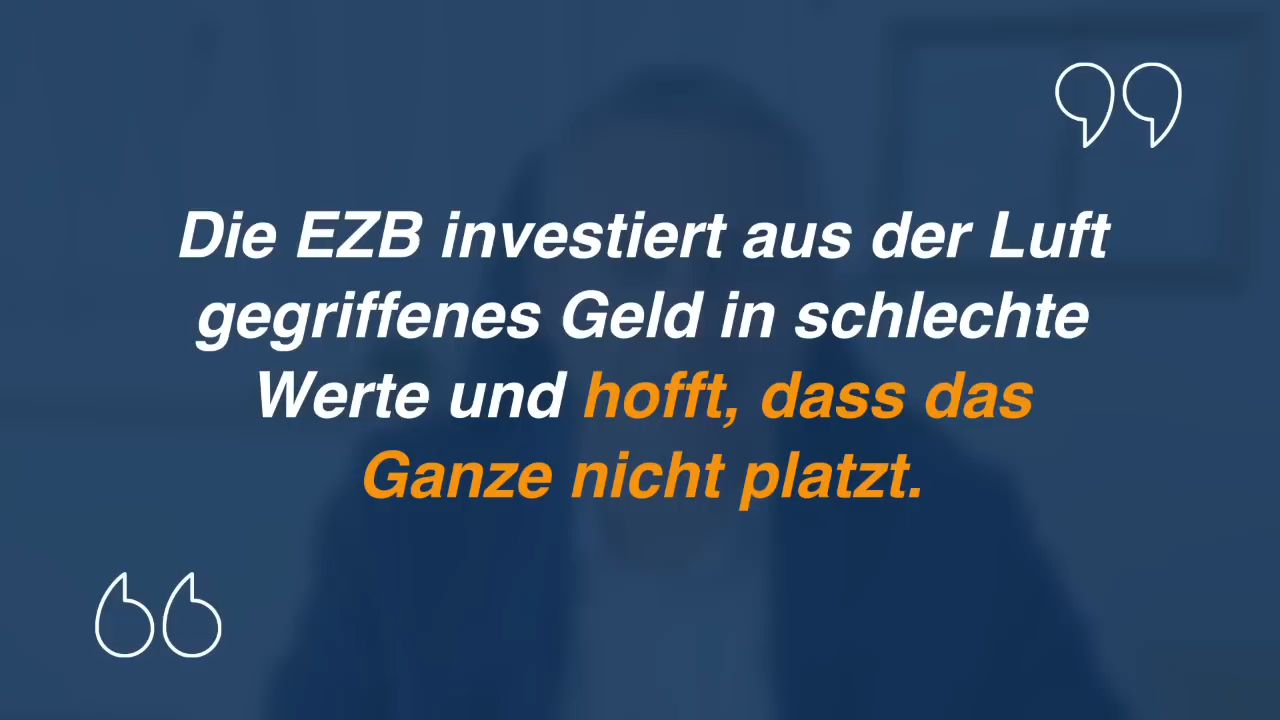 Die EZB investiert aus der Luft
gegriffenes Geld in schlechte
Werte und hofft, dass das
Ganze nicht platzt.